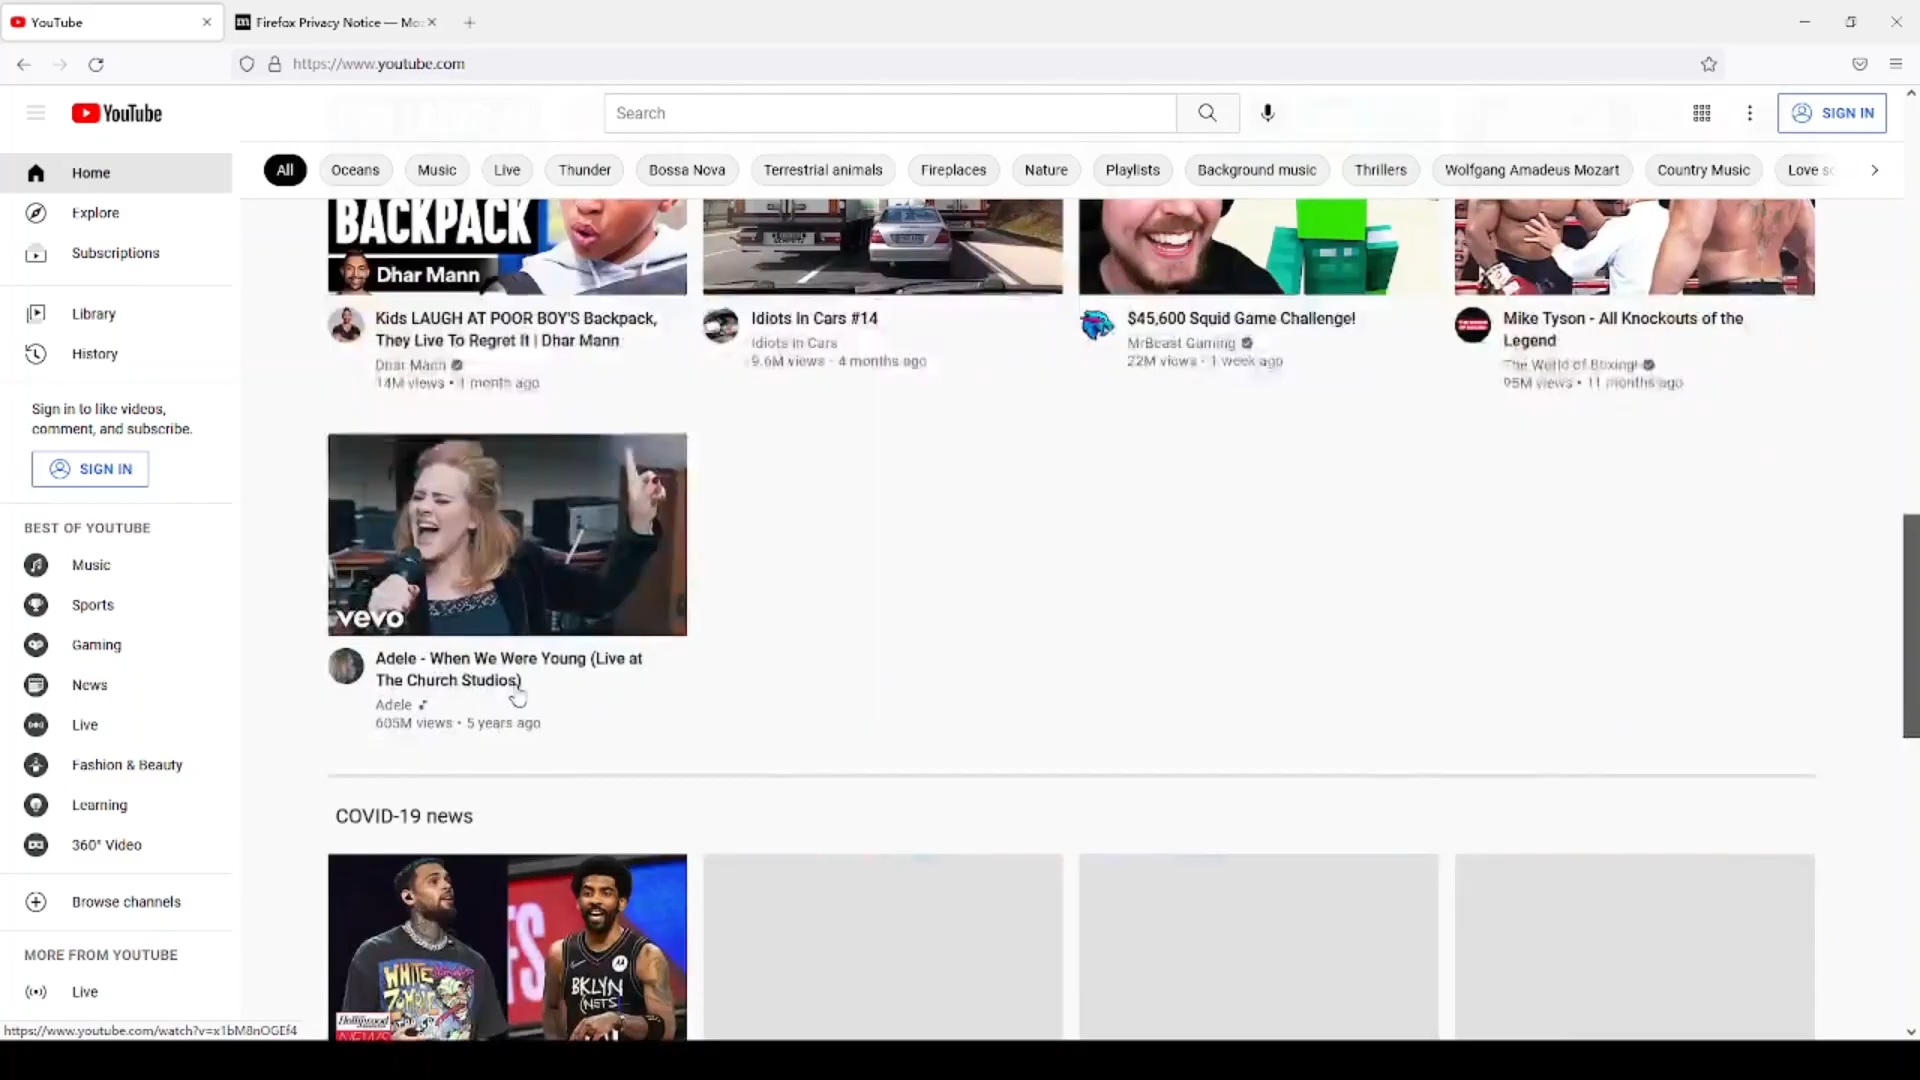 YouTube
Firefox Privacy Notice — Mo
https://www.youtube.com
YouTube
Search
SIGN IN
Home
Explore
Subscriptions
Library
History
Sign in to like videos,
comment, and subscribe.
SIGN IN
BEST OF YOUTUBE
Music
Sports
Gaming
News
Live
Fashion & Beauty
Learning
360° Video
Browse channels
MORE FROM YOUTUBE
Live
All
Oceans
Music
Live
Thunder
Bossa Nova
Terrestrial animals
Fireplaces
Nature
Playlists
Background music
Thrillers
Wolfgang Amadeus Mozart
Country Music
Love sc
BACKPACK
Dhar Mann
Kids LAUGH AT POOR BOY'S Backpack,
They Live To Regret It | Dhar Mann
Dhar Mann
14M views • 1 month ago
Idiots In Cars #14
Idiots In Cars
9.6M views • 4 months ago
$45,600 Squid Game Challenge!
MrBeast Gaming
22M views • 1 week ago
Mike Tyson - All Knockouts of the
Legend
The World of Boxing!
95M views • 11 months ago
vevo
Adele - When We Were Young (Live at
The Church Studios)
Adele
605M views • 5 years ago
COVID-19 news
WHITE
ZOMBIE
Hollywood
NEWS
BKLYN
NETS
https://www.youtube.com/watch?v=x1bM8nOGEf4